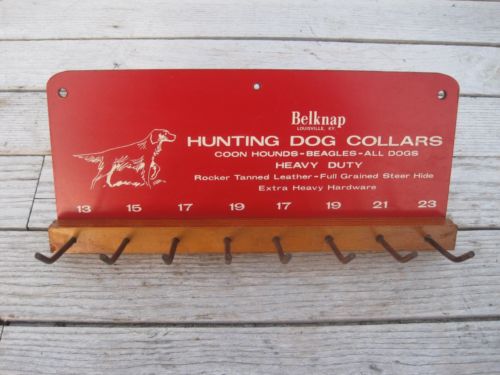 Belknap
LOUISVILLE, KY.
HUNTING DOG COLLARS
COON HOUNDS-BEAGLES-ALL DOGS
HEAVY DUTY
Rocker Tanned Leather-Full Grained Steer Hide
Extra Heavy Hardware
13 15 17 19 17 19 21 23